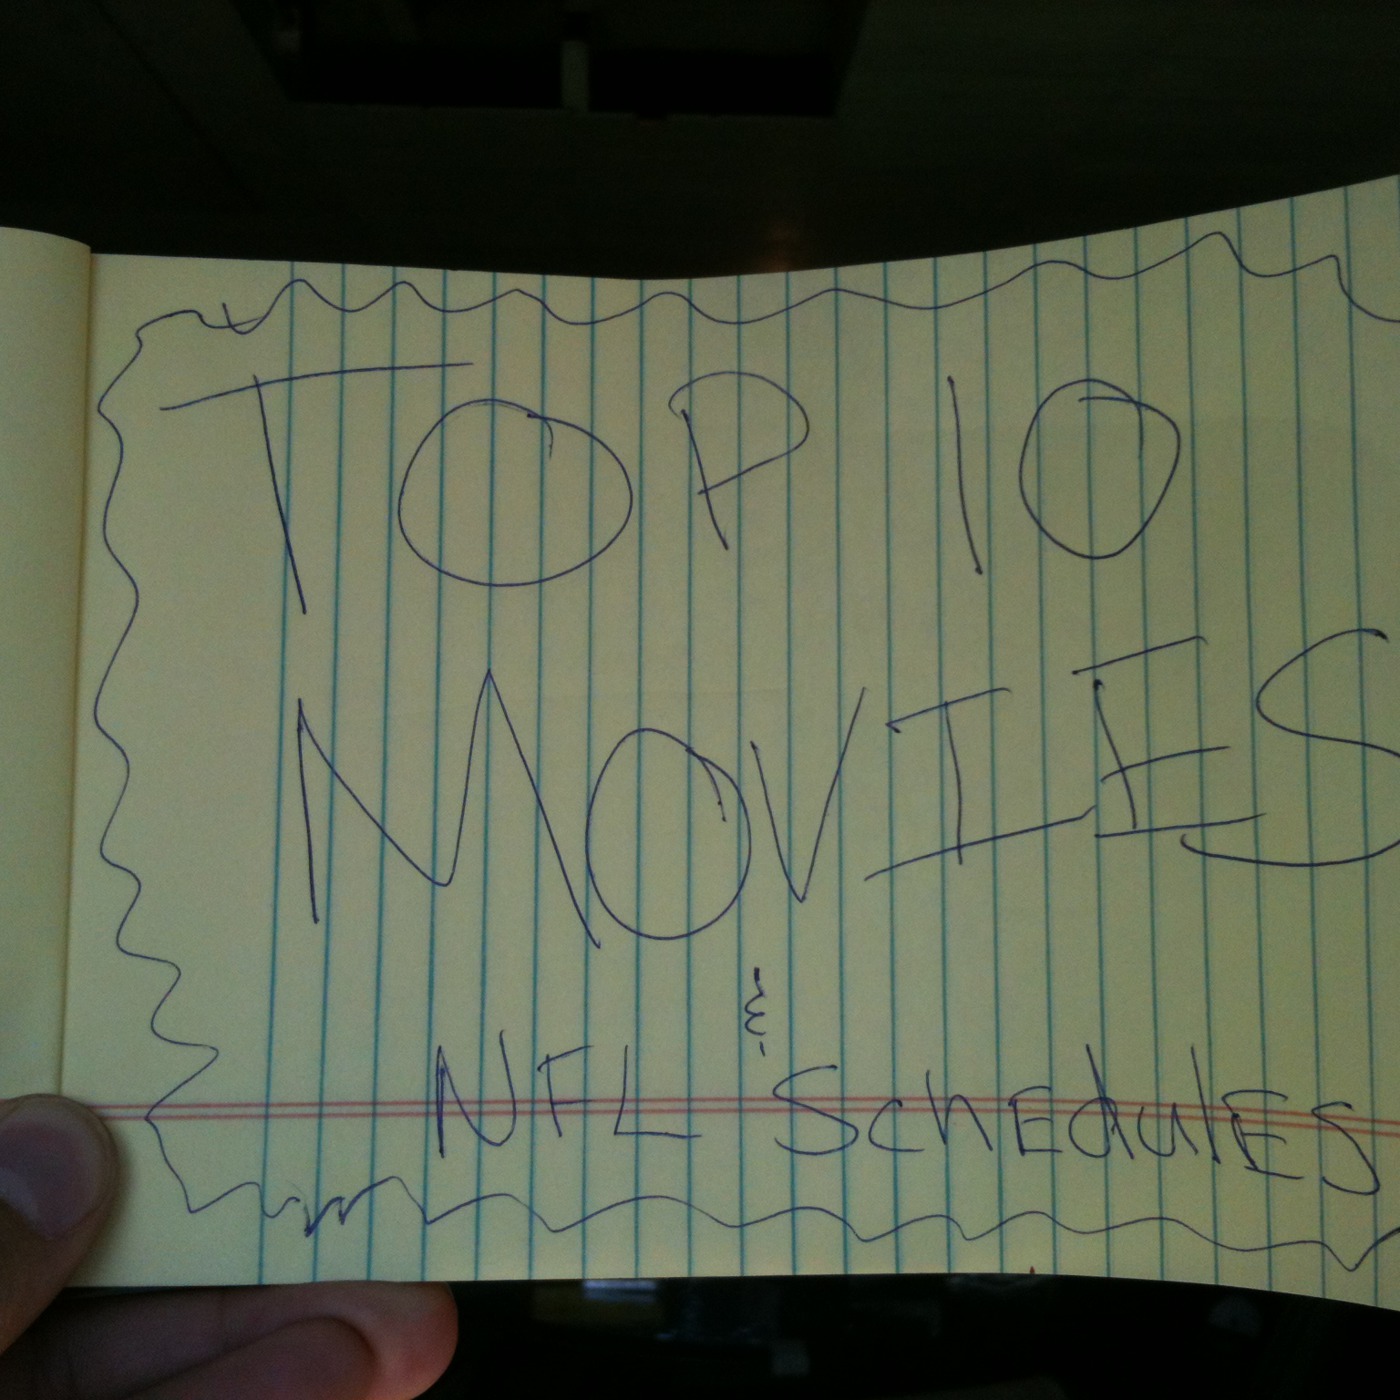 TOP 10
MOVIES
&
NFL SchEdulES